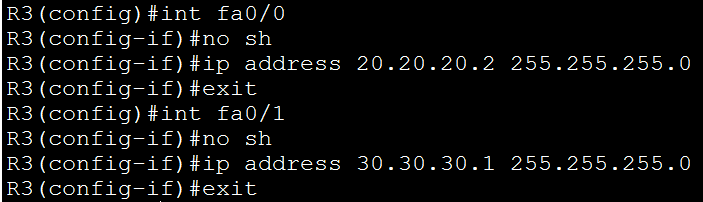 R3(config)#int fa0/0
R3(config-if)#no sh
R3(config-if)#ip address 20.20.20.2 255.255.255.0
R3(config-if)#exit
R3(config)#int fa0/1
R3(config-if)#no sh
R3(config-if)#ip address 30.30.30.1 255.255.255.0
R3(config-if)#exit